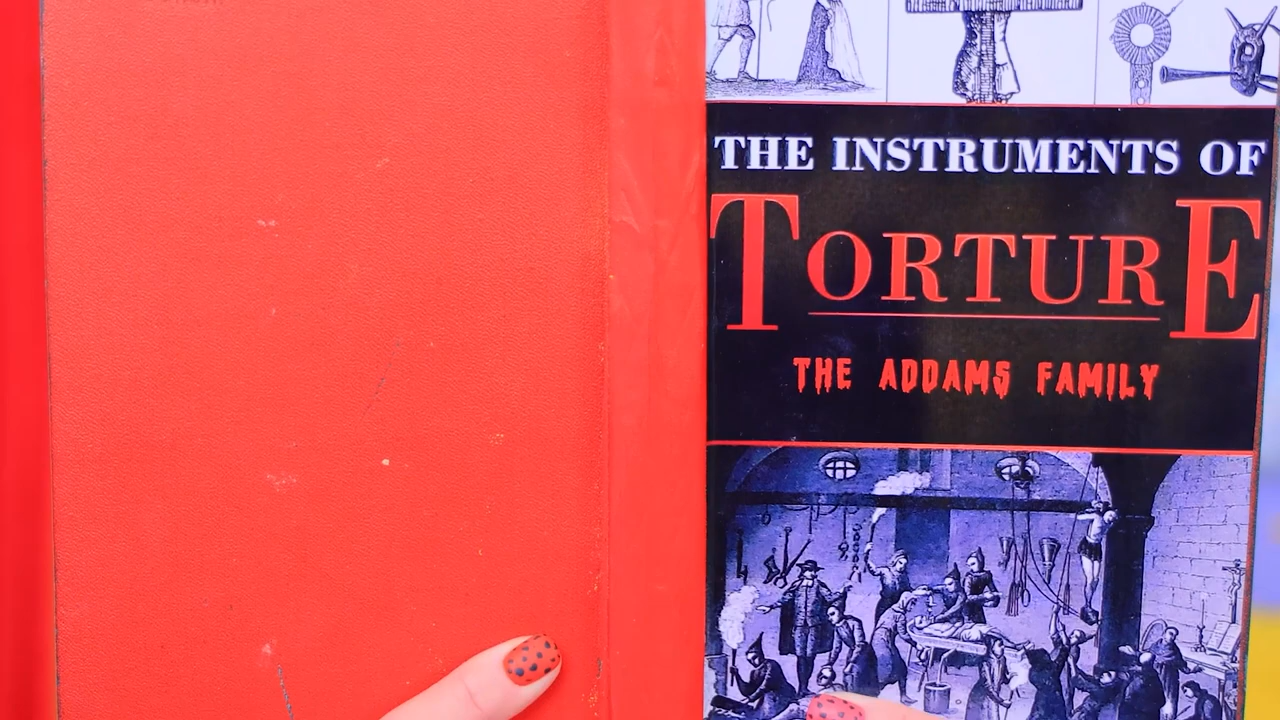 THE INSTRUMENTS OF
TORTURE
THE ADDAMS FAMILY